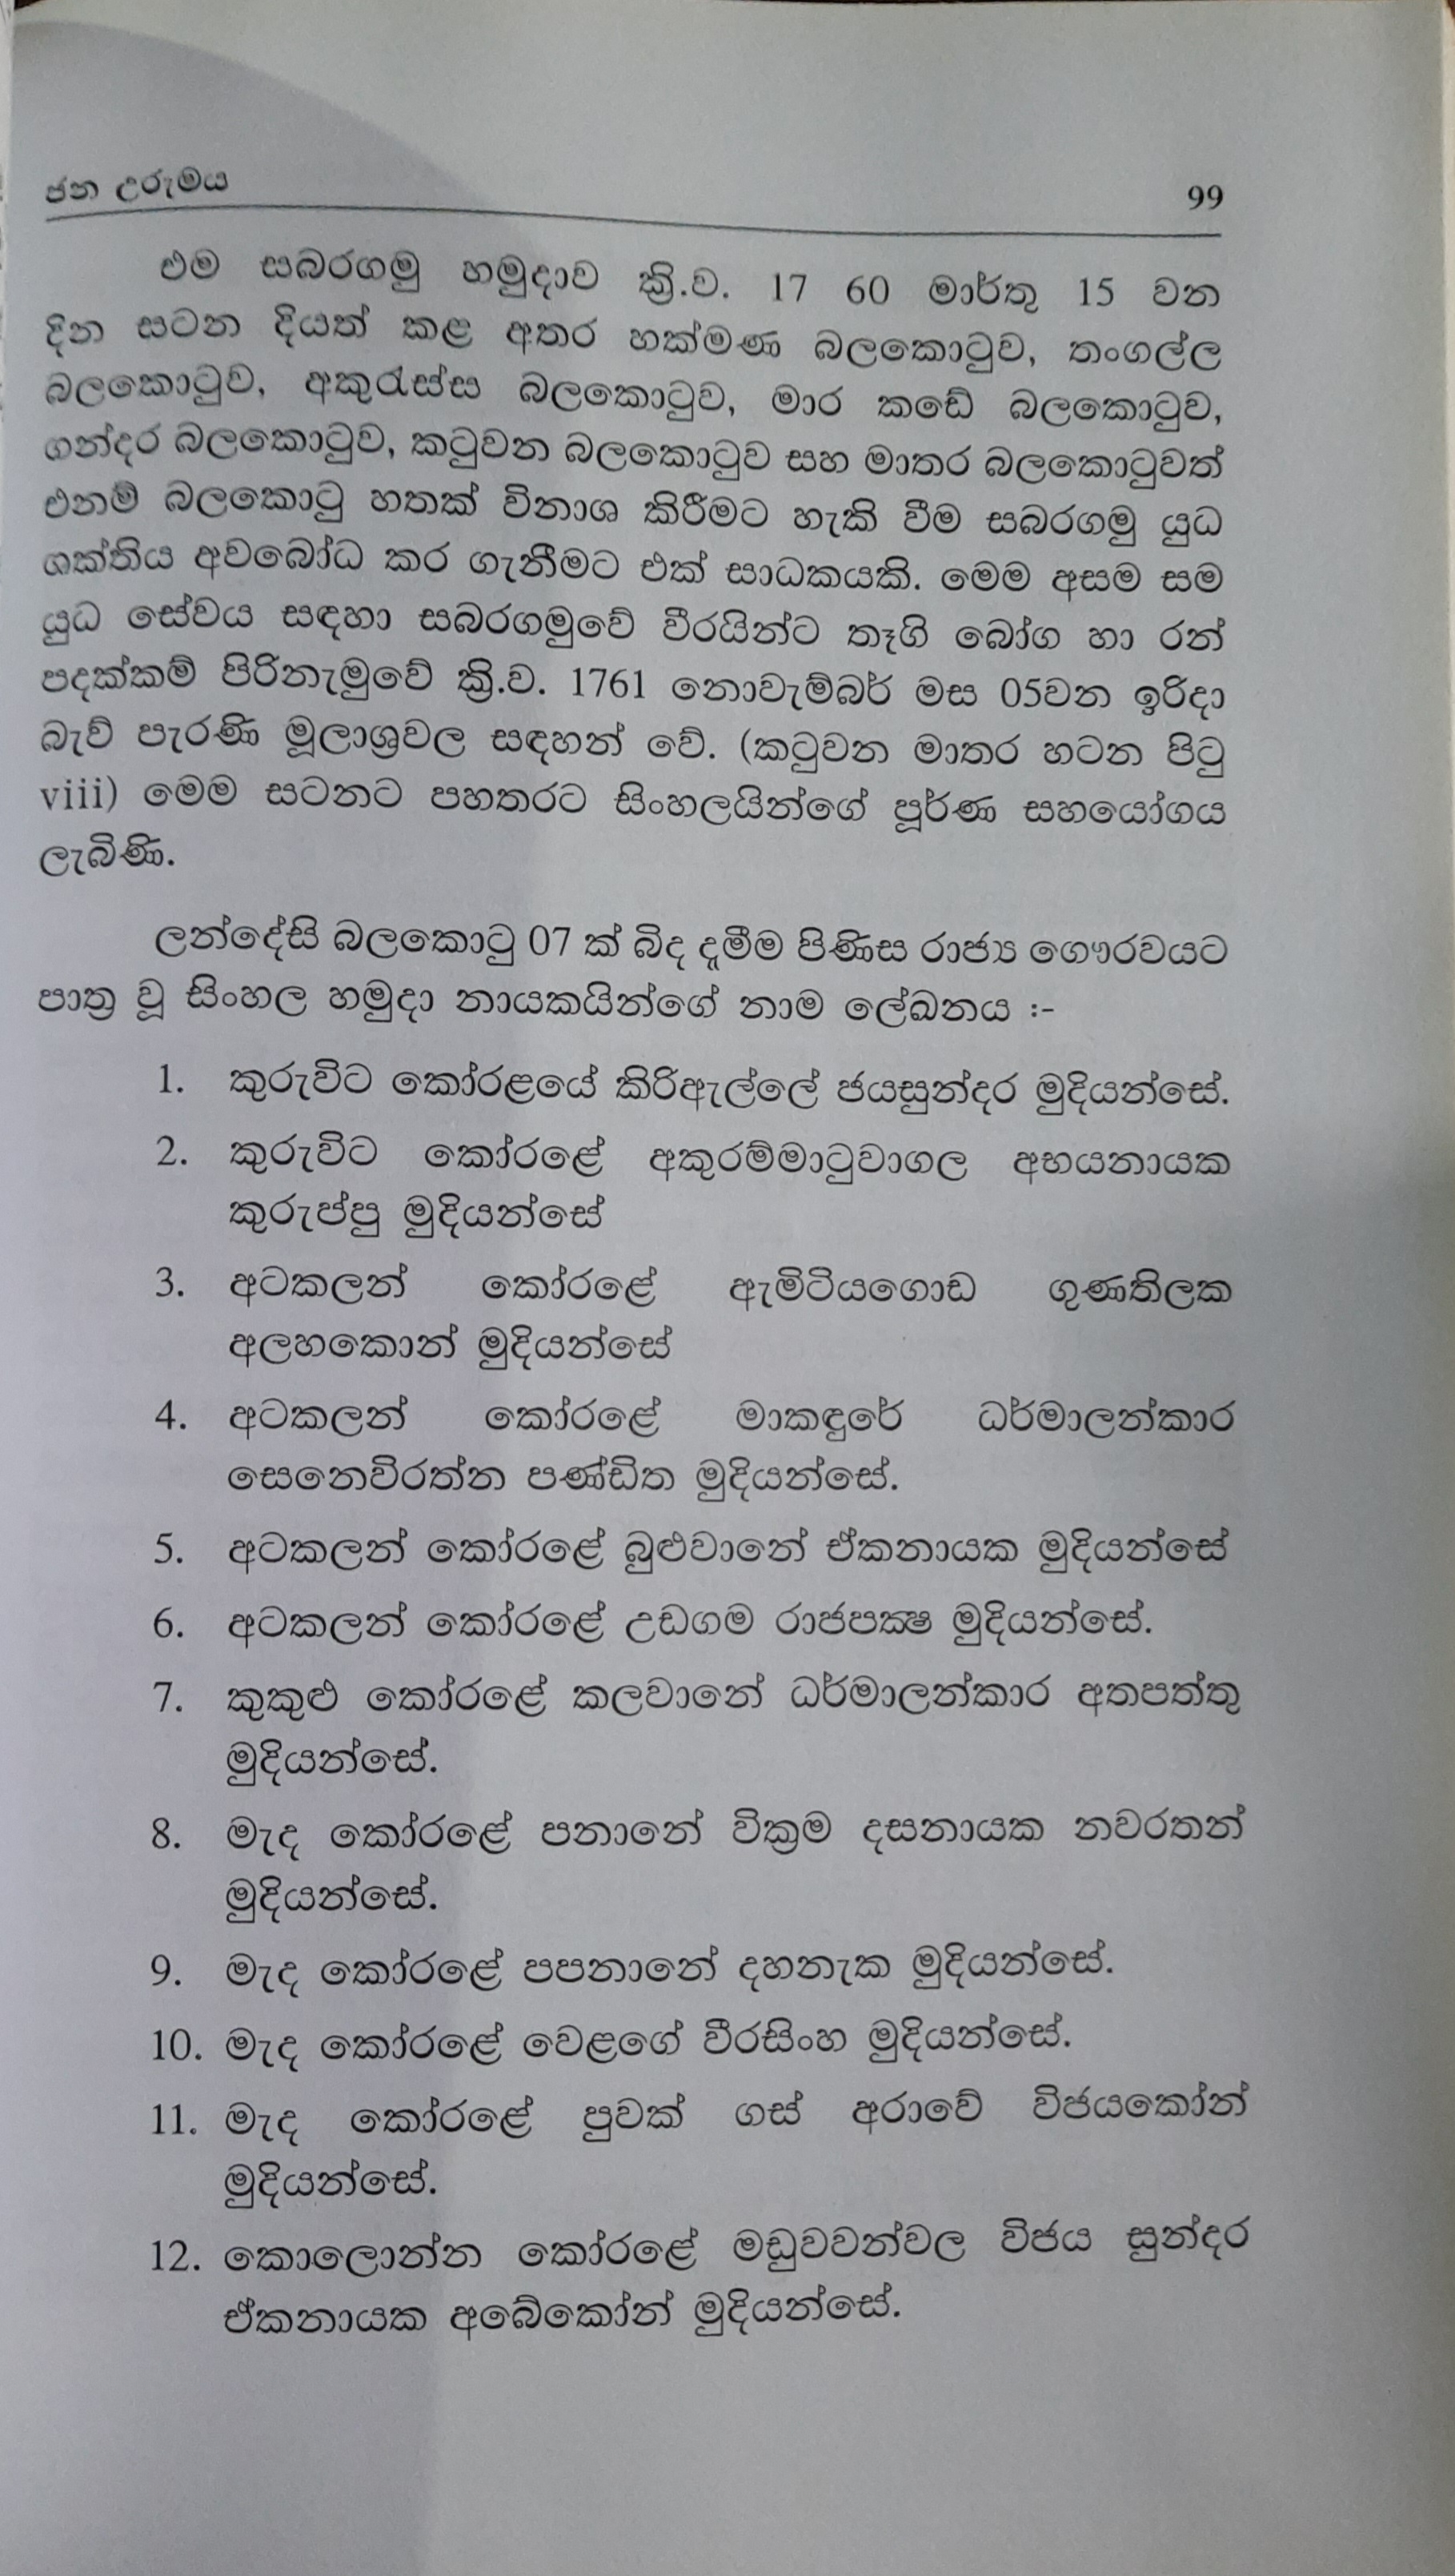 ජන උරුමය
99
එම සබරගමු හමුදාව ක්‍රි.ව. 17 60 මාර්තු 15 වන
දින සටන දියත් කළ අතර හක්මණ බලකොටුව, තංගල්ල
බලකොටුව, අකුරැස්ස බලකොටුව, මාර කඩේ බලකොටුව,
ගන්දර බලකොටුව, කටුවන බලකොටුව සහ මාතර බලකොටුවත්
එනම් බලකොටු හතක් විනාශ කිරීමට හැකි වීම සබරගමු යුධ
ශක්තිය අවබෝධ කර ගැනීමට එක් සාධකයකි. මෙම අසම සම
යුධ සේවය සඳහා සබරගමුවේ වීරයින්ට තෑගි බෝග හා රන්
පදක්කම් පිරිනැමුවේ ක්‍රි.ව. 1761 නොවැම්බර් මස 05වන ඉරිදා
බැව් පැරණි මූලාශ්‍රවල සඳහන් වේ. (කටුවන මාතර හටන පිටු
viii) මෙම සටනට පහතරට සිංහලයින්ගේ පූර්ණ සහයෝගය
ලැබිණි.
ලන්දේසි බලකොටු 07 ක් බිද දැමීම පිණිස රාජ්‍ය ගෞරවයට
පාත්‍ර වූ සිංහල හමුදා නායකයින්ගේ නාම ලේඛනය :-
1. කුරුවිට කෝරළයේ කිරිඇල්ලේ ජයසුන්දර මුදියන්සේ.
2. කුරුවිට කෝරළේ අකුරම්මාටුවාගල අභයනායක
කුරුප්පු මුදියන්සේ
3. අටකලන් කෝරළේ ඇමිටියගොඩ ගුණතිලක
අලහකොන් මුදියන්සේ
4. අටකලන් කෝරළේ මාකඳුරේ ධර්මාලන්කාර
සෙනෙවිරත්න පණ්ඩිත මුදියන්සේ.
5. අටකලන් කෝරළේ බුළුවානේ ඒකනායක මුදියන්සේ
6. අටකලන් කෝරළේ උඩගම රාජපක්‍ෂ මුදියන්සේ.
7. කුකුළු කෝරළේ කලවානේ ධර්මාලන්කාර අතපත්තු
මුදියන්සේ.
8. මැද කෝරළේ පනානේ වික්‍රම දසනායක නවරතන්
මුදියන්සේ.
9. මැද කෝරළේ පපනානේ දහනැක මුදියන්සේ.
10. මැද කෝරළේ වෙළගේ වීරසිංහ මුදියන්සේ.
11. මැද කෝරළේ පුවක් ගස් අරාවේ විජයකෝන්
මුදියන්සේ.
12. කොලොන්න කෝරළේ මඩුවවන්වල විජය සුන්දර
ඒකනායක අබේකෝන් මුදියන්සේ.